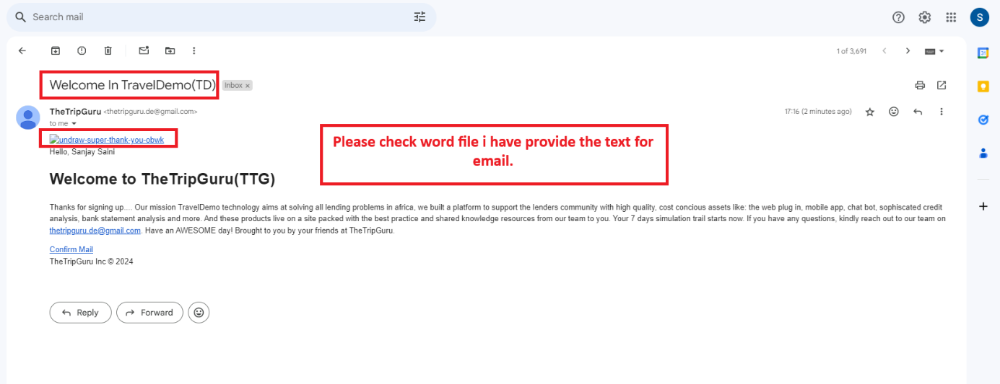 Search mail
S
1 of 3,691
31
Welcome In TravelDemo(TD)
Inbox x
TheTripGuru <thetripguru.de@gmail.com>
17:16 (2 minutes ago)
to me
undraw-super-thank-you-obwk
Hello, Sanjay Saini
Please check word file i have provide the text for
email.
Welcome to TheTripGuru(TTG)
Thanks for signing up.... Our mission TravelDemo technology aims at solving all lending problems in africa, we built a platform to support the lenders community with high quality, cost concious assets like: the web plug in, mobile app, chat bot, sophiscated credit
analysis, bank statement analysis and more. And these products live on a site packed with the best practice and shared knowledge resources from our team to you. Your 7 days simulation trail starts now. If you have any questions, kindly reach out to our team on
thetripguru.de@gmail.com. Have an AWESOME day! Brought to you by your friends at TheTripGuru.
Confirm Mail
TheTripGuru Inc © 2024
Reply
Forward